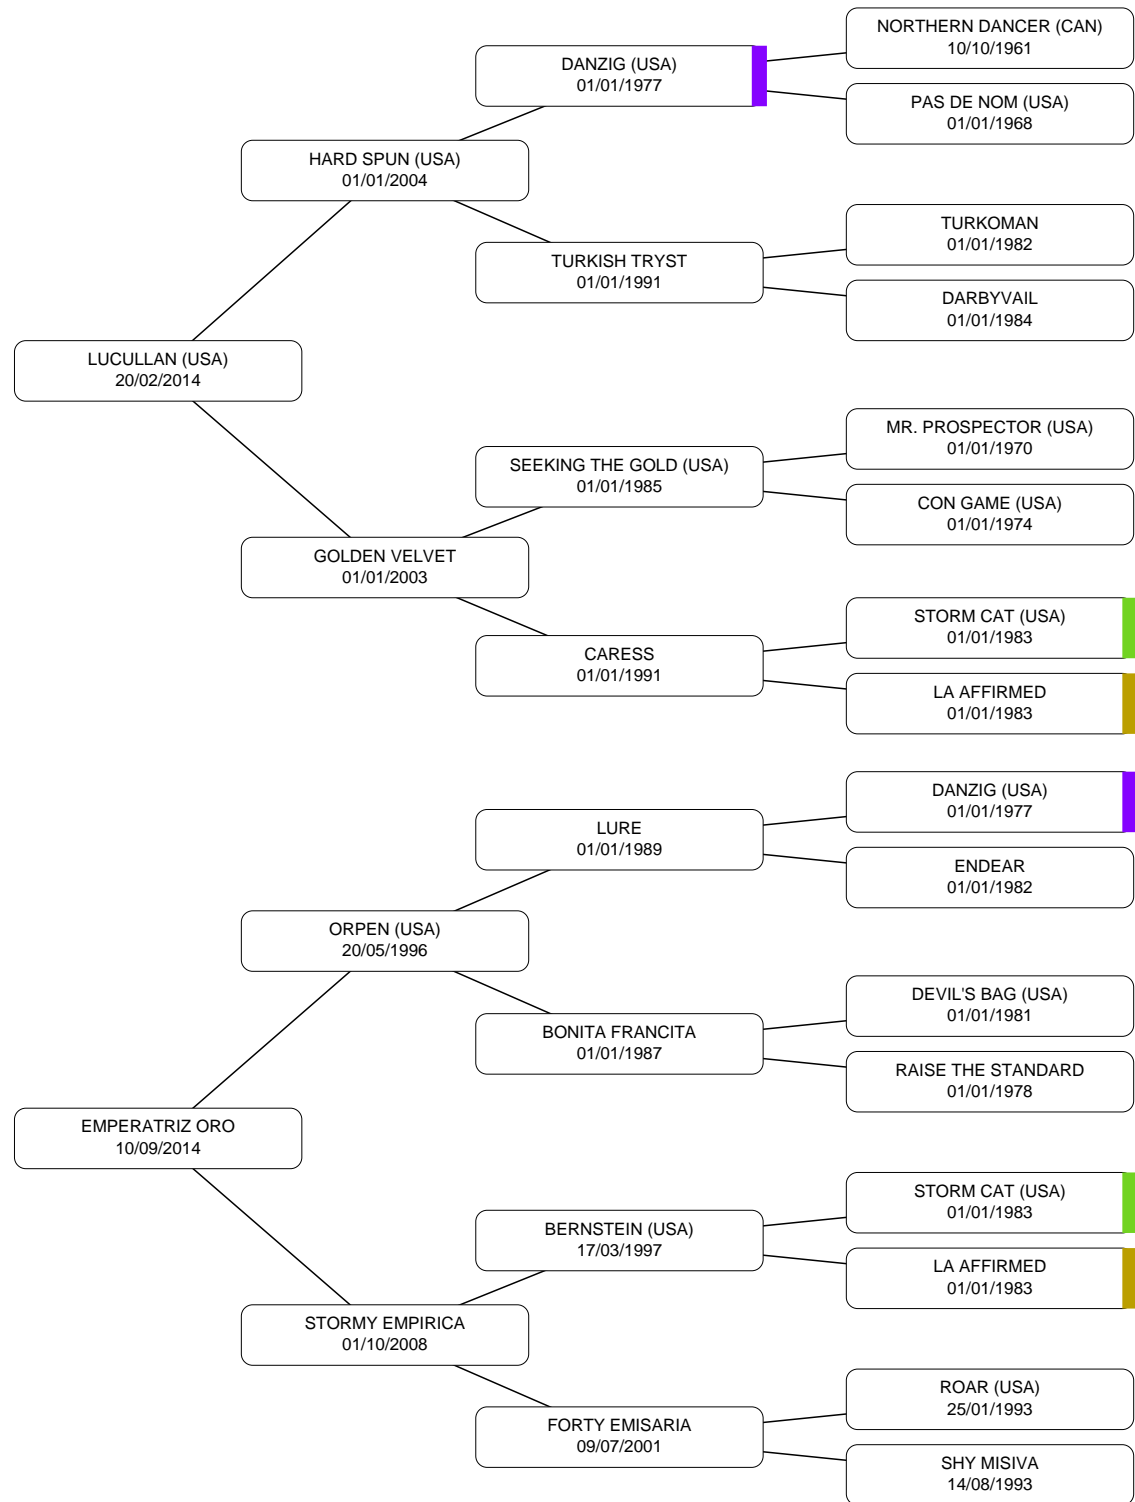 NORTHERN DANCER (CAN)
10/10/1961
DANZIG (USA)
01/01/1977
PAS DE NOM (USA)
01/01/1968
HARD SPUN (USA)
01/01/2004
TURKOMAN
01/01/1982
TURKISH TRYST
01/01/1991
DARBYVAIL
01/01/1984
LUCULLAN (USA)
20/02/2014
MR. PROSPECTOR (USA)
01/01/1970
SEEKING THE GOLD (USA)
01/01/1985
CON GAME (USA)
01/01/1974
GOLDEN VELVET
01/01/2003
STORM CAT (USA)
01/01/1983
CARESS
01/01/1991
LA AFFIRMED
01/01/1983
DANZIG (USA)
01/01/1977
LURE
01/01/1989
ENDEAR
01/01/1982
ORPEN (USA)
20/05/1996
DEVIL'S BAG (USA)
01/01/1981
BONITA FRANCITA
01/01/1987
RAISE THE STANDARD
01/01/1978
EMPERATRIZ ORO
10/09/2014
STORM CAT (USA)
01/01/1983
BERNSTEIN (USA)
17/03/1997
LA AFFIRMED
01/01/1983
STORMY EMPIRICA
01/10/2008
ROAR (USA)
25/01/1993
FORTY EMISARIA
09/07/2001
SHY MISIVA
14/08/1993